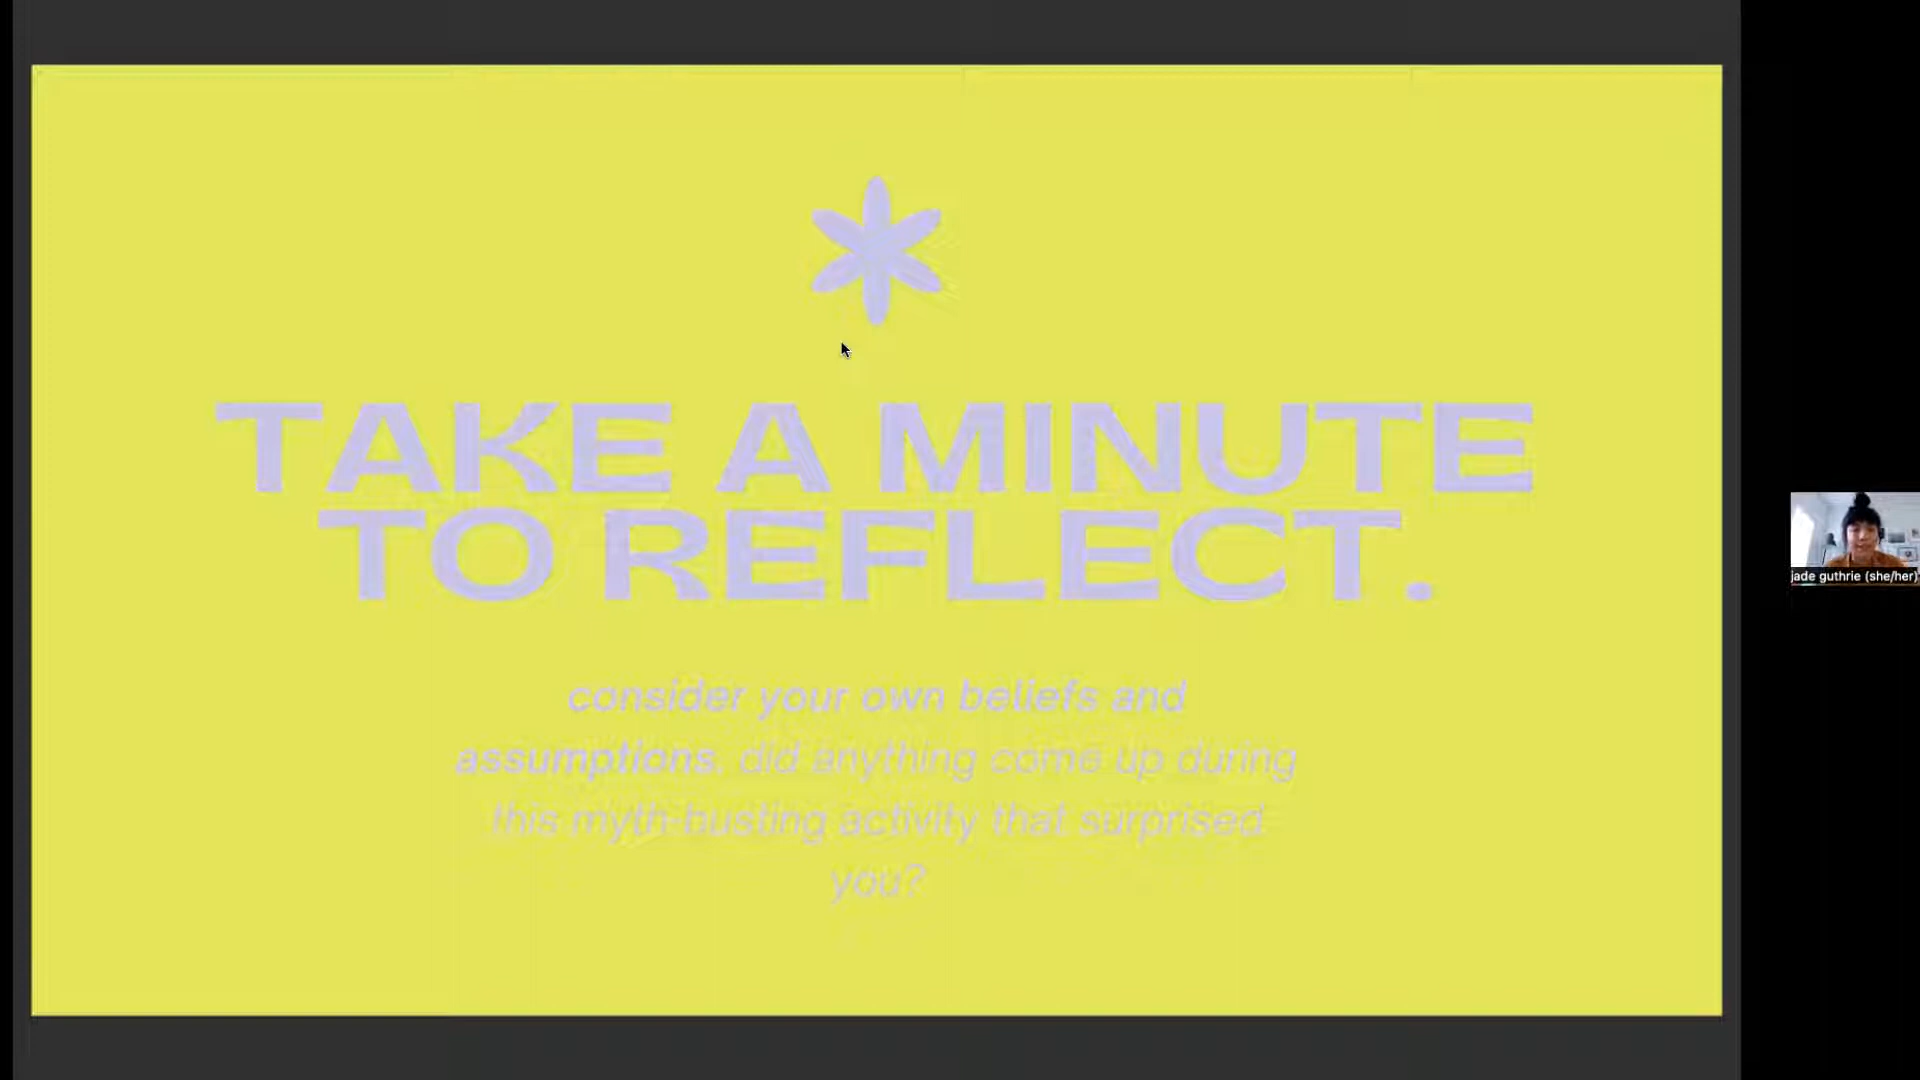 TAKE A MINUTE
TO REFLECT.
consider your own beliefs and
assumptions. did anything come up during
this myth-busting activity that surprised
you?
jade guthrie (she/her)